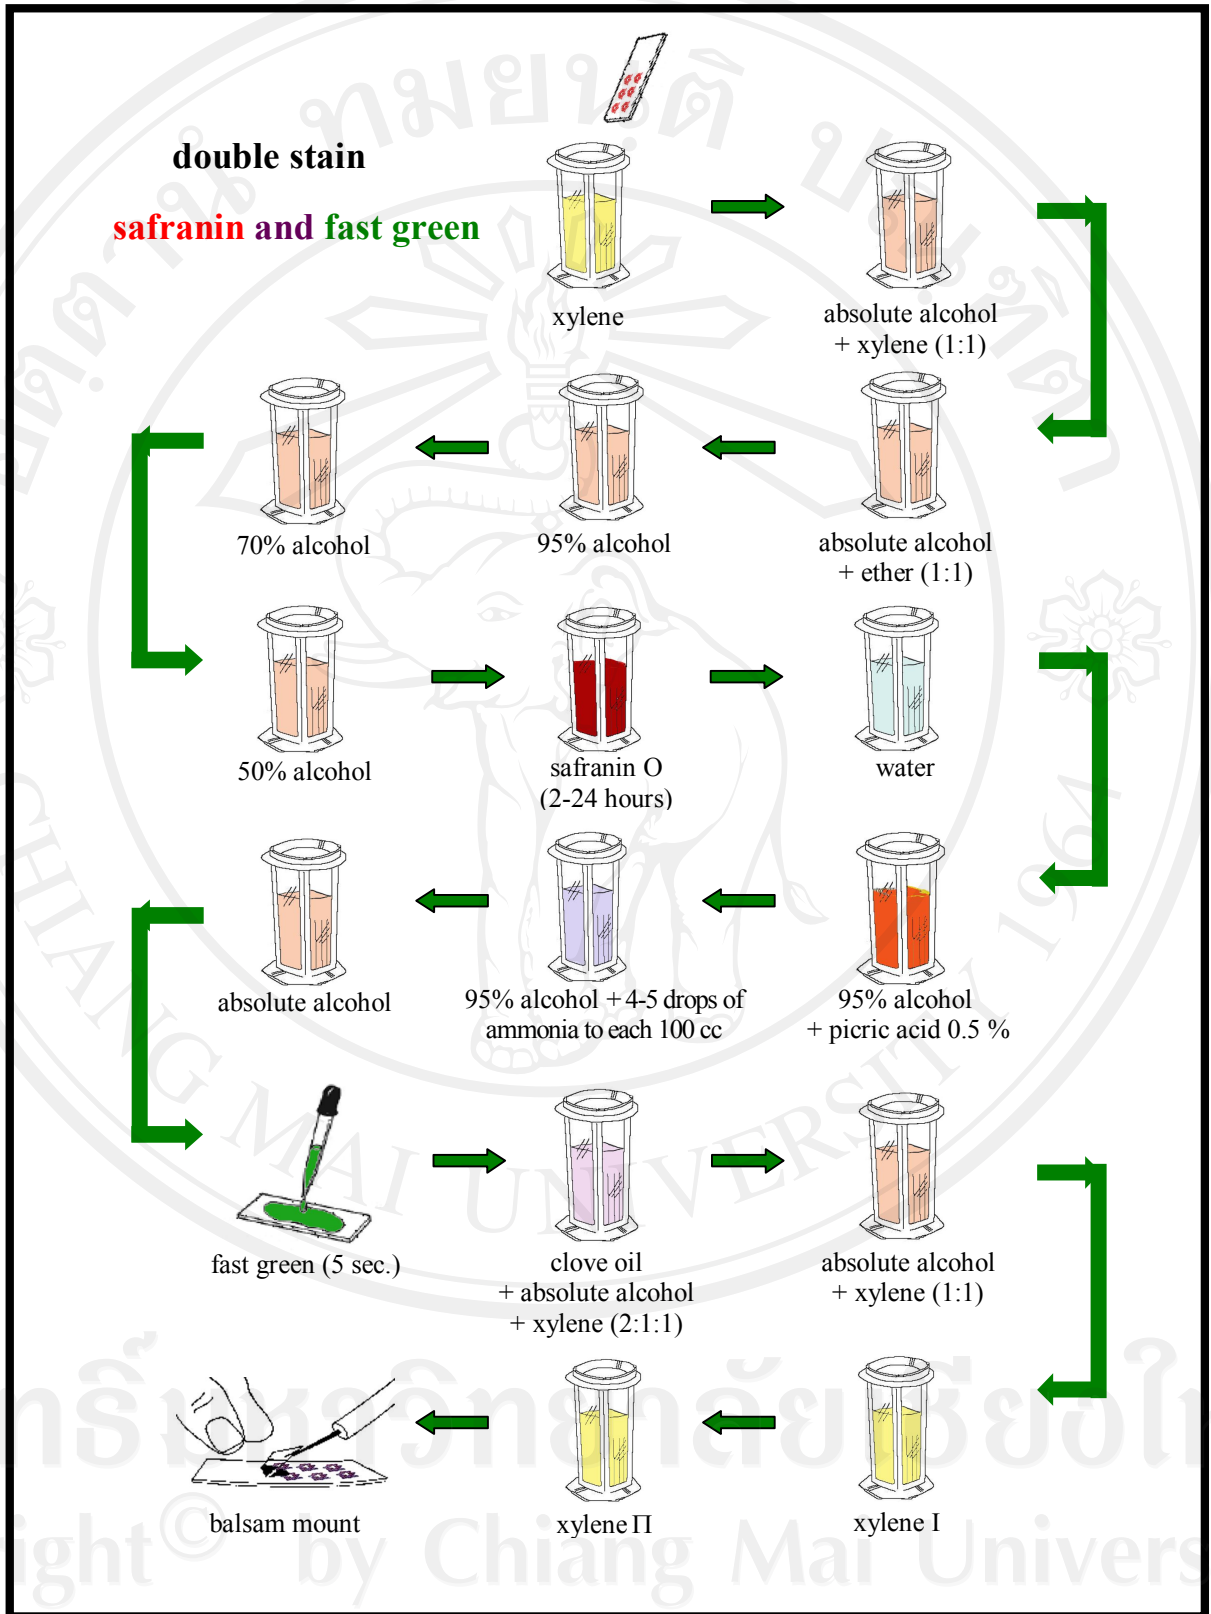 double stain
safranin and fast green
xylene
absolute alcohol
+ xylene (1:1)
absolute alcohol
+ ether (1:1)
95% alcohol
70% alcohol
50% alcohol
safranin O
(2-24 hours)
water
95% alcohol
+ picric acid 0.5 %
95% alcohol + 4-5 drops of
ammonia to each 100 cc
absolute alcohol
fast green (5 sec.)
clove oil
+ absolute alcohol
+ xylene (2:1:1)
absolute alcohol
+ xylene (1:1)
xylene I
xylene Π
balsam mount
CHIANG MAI UNIVERSITY 1964
© by Chiang Mai